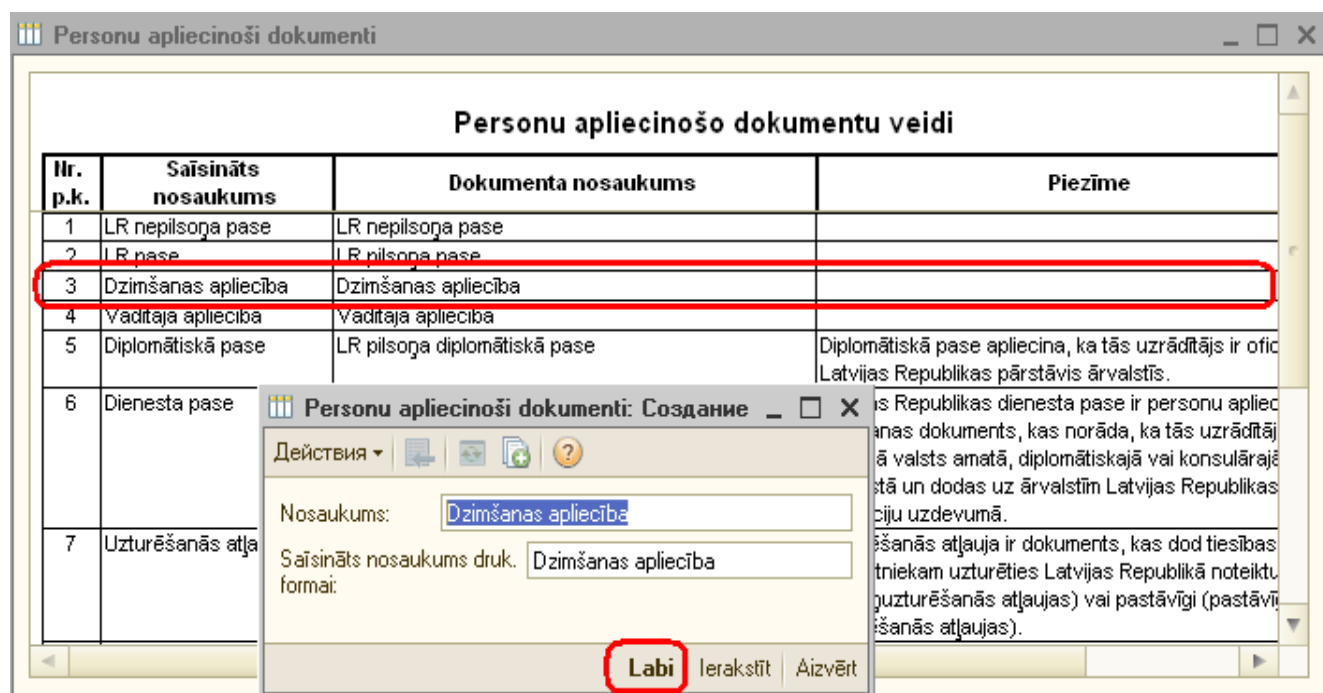 Personu apliecinoši dokumenti
Personu apliecinošo dokumentu veidi
Nr. p.k. Saīsināts nosaukums Dokumenta nosaukums Piezīme
1 LR nepilsoņa pase LR nepilsoņa pase
2 LR pase LR pilsoņa pase
3 Dzimšanas apliecība Dzimšanas apliecība
4 Vadītāja apliecība Vadītāja apliecība
5 Diplomātiskā pase LR pilsoņa diplomātiskā pase Diplomātiskā pase apliecina, ka tās uzrādītājs ir ofic
Latvijas Republikas pārstāvis ārvalstīs.
6 Dienesta pase
s Republikas dienesta pase ir personu apliec
anas dokuments, kas norāda, ka tās uzrādītāj
ā valsts amatā, diplomātiskajā vai konsulārajā
stā un dodas uz ārvalstīm Latvijas Republikas
ciju uzdevumā.
7 Uzturēšanās atļa
ēšanās atļauja ir dokuments, kas dod tiesības
tniekam uzturēties Latvijas Republikā noteiktu
uzturēšanās atļaujas) vai pastāvīgi (pastāvīg
ēšanās atļaujas).
Personu apliecinoši dokumenti: Создание
Действия
Nosaukums: Dzimšanas apliecība
Saīsināts nosaukums druk. formai: Dzimšanas apliecība
Labi Ierakstīt Aizvērt